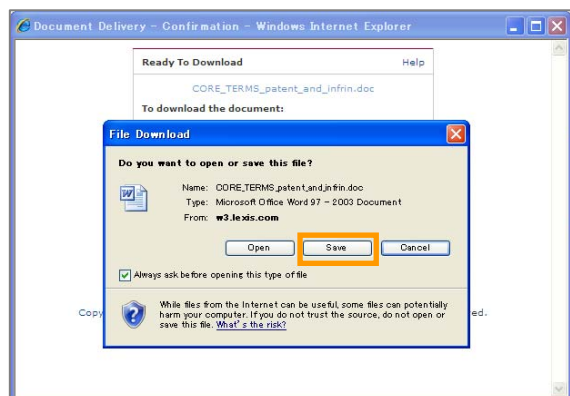 Document Delivery - Confirmation - Windows Internet Explorer
Ready To Download Help
CORE_TERMS_patent_and_infrin.doc
To download the document:
File Download
Do you want to open or save this file?
Name: CORE_TERMS_patent_and_infrin.doc
Type: Microsoft Office Word 97 - 2003 Document
From: w3.lexis.com
Open Save Cancel
Always ask before opening this type of file
While files from the Internet can be useful, some files can potentially
harm your computer. If you do not trust the source, do not open or
save this file. What's the risk?
Copy
ed.